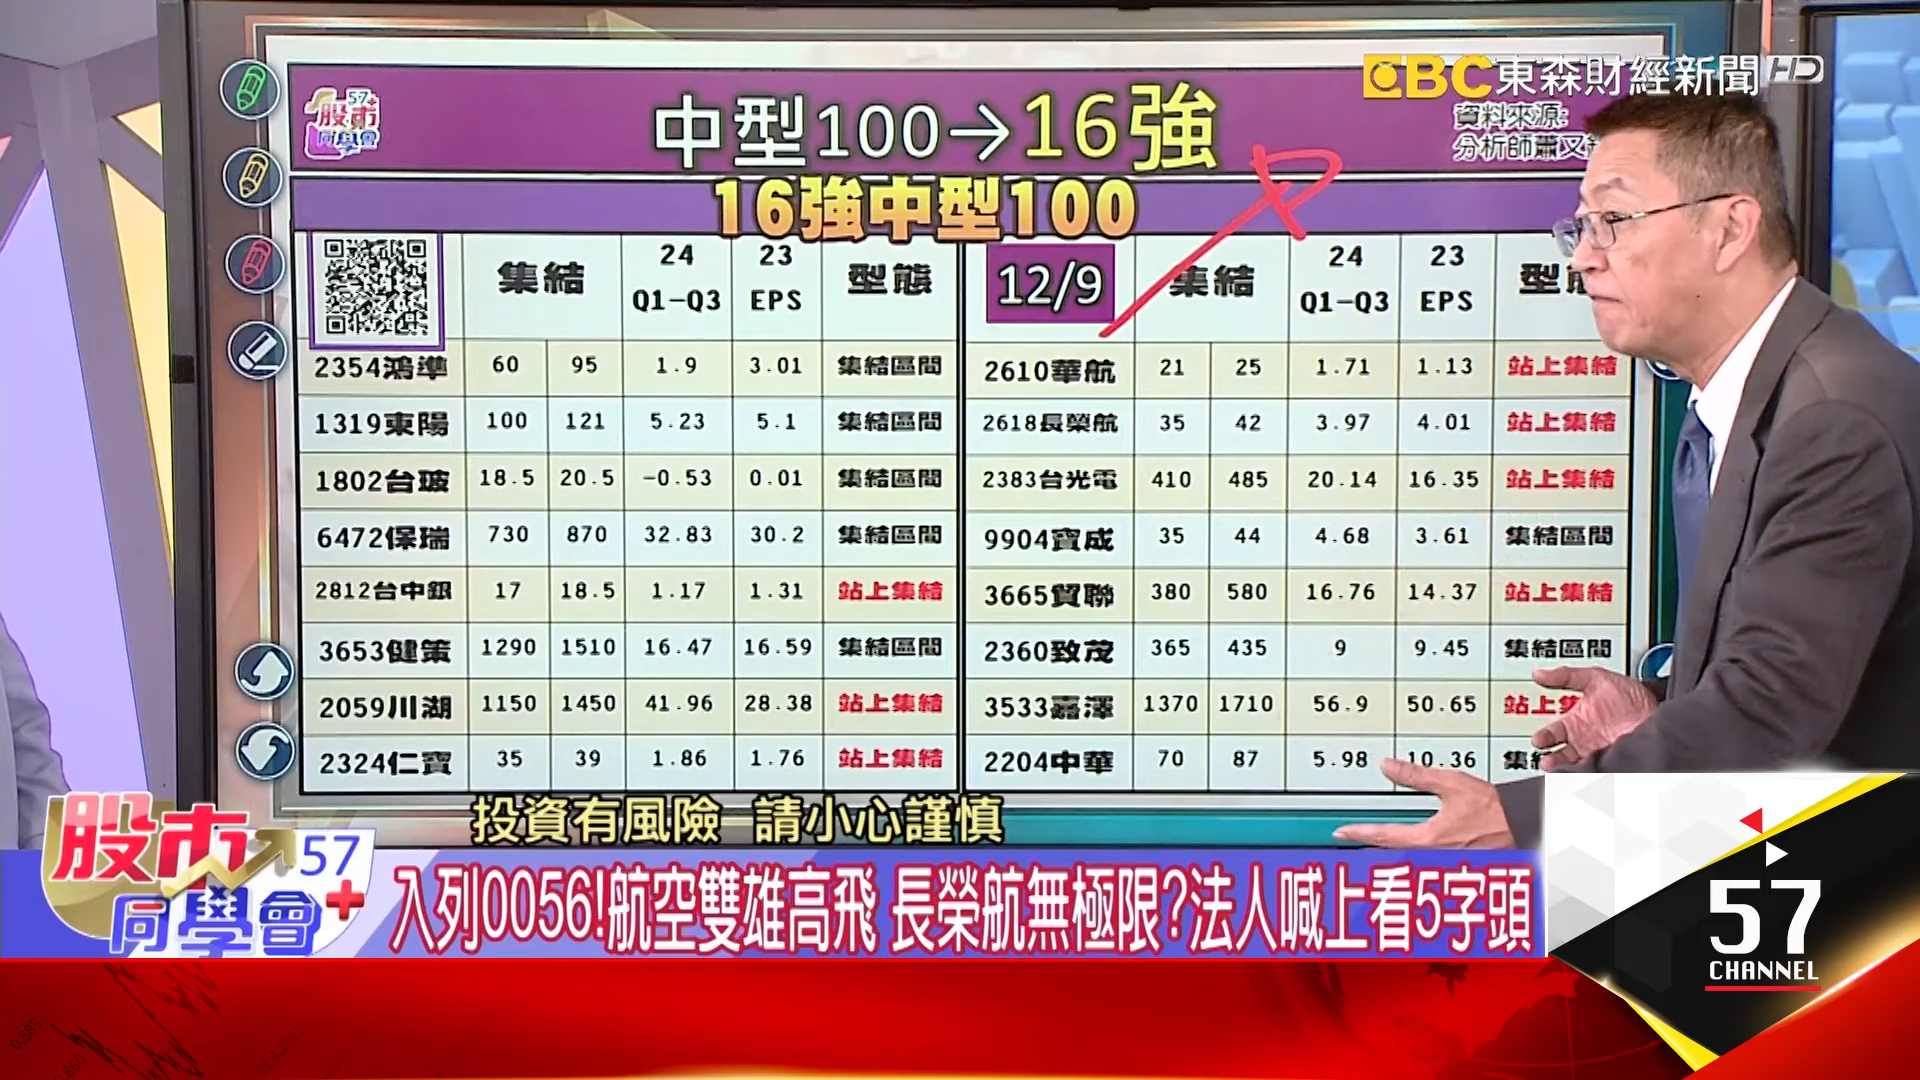 EBC東森財經新聞HD
57+
股市
同學會
中型100→16強
資料來源:
分析師蕭又
16強中型100
集結 24 Q1-Q3 23 EPS 型態 12/9 集結 24 Q1-Q3 23 EPS 型態
2354鴻準 60 95 1.9 3.01 集結區間 2610華航 21 25 1.71 1.13 站上集結
1319東陽 100 121 5.23 5.1 集結區間 2618長榮航 35 42 3.97 4.01 站上集結
1802台玻 18.5 20.5 -0.53 0.01 集結區間 2383台光電 410 485 20.14 16.35 站上集結
6472保瑞 730 870 32.83 30.2 集結區間 9904寶成 35 44 4.68 3.61 集結區間
2812台中銀 17 18.5 1.17 1.31 站上集結 3665貿聯 380 580 16.76 14.37 站上集結
3653健策 1290 1510 16.47 16.59 集結區間 2360致茂 365 435 9 9.45 集結區間
2059川湖 1150 1450 41.96 28.38 站上集結 3533嘉澤 1370 1710 56.9 50.65 站上集
2324仁寶 35 39 1.86 1.76 站上集結 2204中華 70 87 5.98 10.36 集
投資有風險 請小心謹慎
股市57+
同學會
入列0056!航空雙雄高飛 長榮航無極限?法人喊上看5字頭
57
CHANNEL